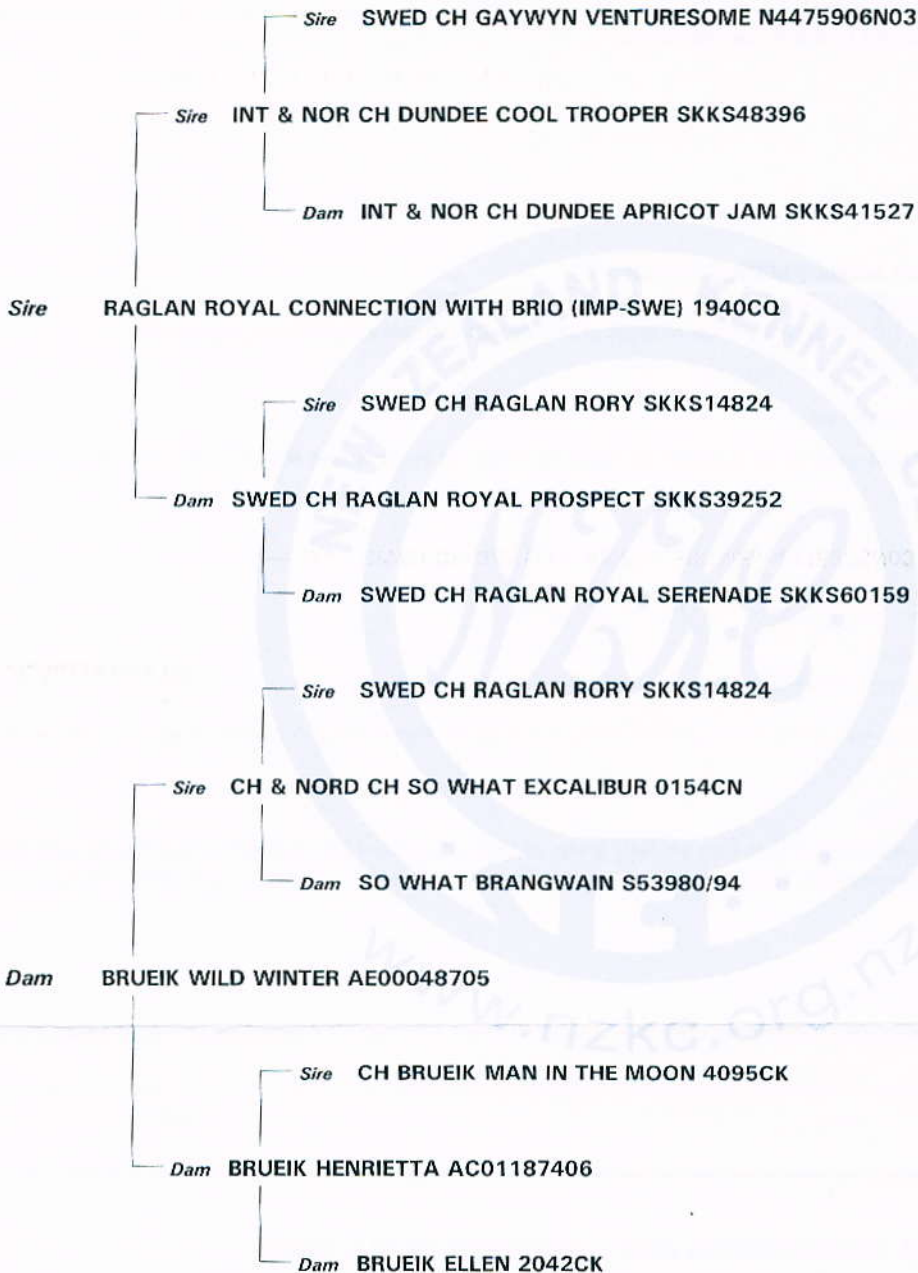 Sire SWED CH GAYWYN VENTURESOME N4475906N03
Sire INT & NOR CH DUNDEE COOL TROOPER SKKS48396
Dam INT & NOR CH DUNDEE APRICOT JAM SKKS41527
Sire RAGLAN ROYAL CONNECTION WITH BRIO (IMP-SWE) 1940CQ
Sire SWED CH RAGLAN RORY SKKS14824
Dam SWED CH RAGLAN ROYAL PROSPECT SKKS39252
Dam SWED CH RAGLAN ROYAL SERENADE SKKS60159
Sire SWED CH RAGLAN RORY SKKS14824
Sire CH & NORD CH SO WHAT EXCALIBUR 0154CN
Dam SO WHAT BRANGWAIN S53980/94
Dam BRUEIK WILD WINTER AE00048705
Sire CH BRUEIK MAN IN THE MOON 4095CK
Dam BRUEIK HENRIETTA AC01187406
Dam BRUEIK ELLEN 2042CK
NEW ZEALAND KENNEL
NZKC
www.nzkc.org.nz